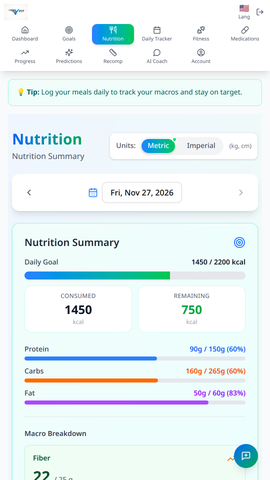 Lang
Dashboard
Goals
Nutrition
Daily Tracker
Fitness
Medications
Progress
Predictions
Recomp
AI Coach
Account
💡 Tip: Log your meals daily to track your macros and stay on target.
Nutrition
Nutrition Summary
Units:
Metric
Imperial
(kg, cm)
Fri, Nov 27, 2026
Nutrition Summary
Daily Goal
1450 / 2200 kcal
CONSUMED
1450
kcal
REMAINING
750
kcal
Protein
90g / 150g (60%)
Carbs
160g / 265g (60%)
Fat
50g / 60g (83%)
Macro Breakdown
Fiber
22 / 25 g